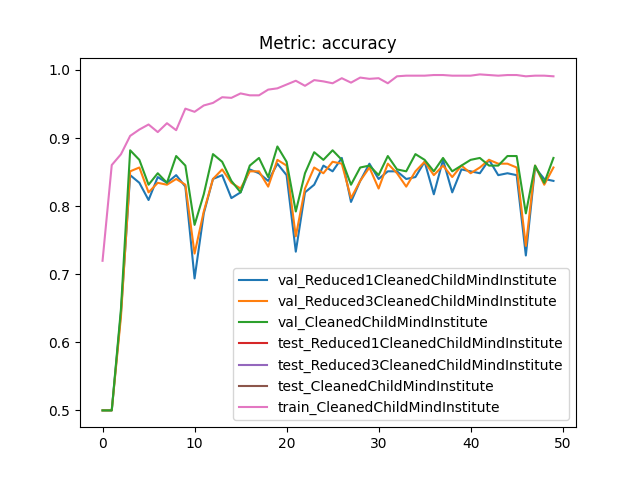 Metric: accuracy
1.0
0.9
0.8
0.7
0.6
0.5
val_Reduced1CleanedChildMindInstitute
val_Reduced3CleanedChildMindInstitute
val_CleanedChildMindInstitute
test_Reduced1CleanedChildMindInstitute
test_Reduced3CleanedChildMindInstitute
test_CleanedChildMindInstitute
train_CleanedChildMindInstitute
0 10 20 30 40 50